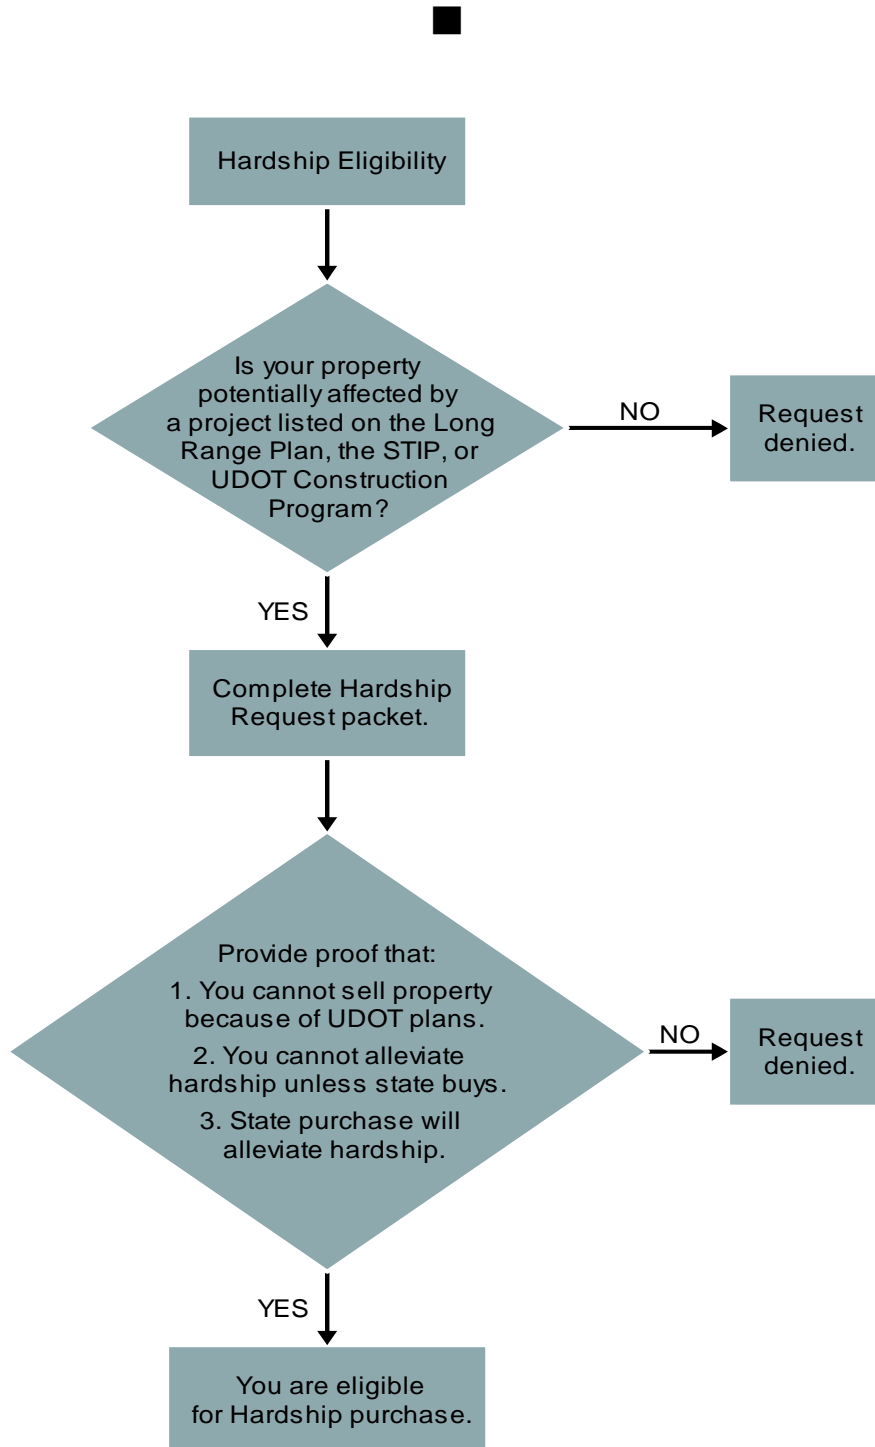 Hardship Eligibility
Is your property
potentially affected by
a project listed on the Long
Range Plan, the STIP, or
UDOT Construction
Program?
NO
Request
denied.
YES
Complete Hardship
Request packet.
Provide proof that:
1. You cannot sell property
because of UDOT plans.
2. You cannot alleviate
hardship unless state buys.
3. State purchase will
alleviate hardship.
NO
Request
denied.
YES
You are eligible
for Hardship purchase.